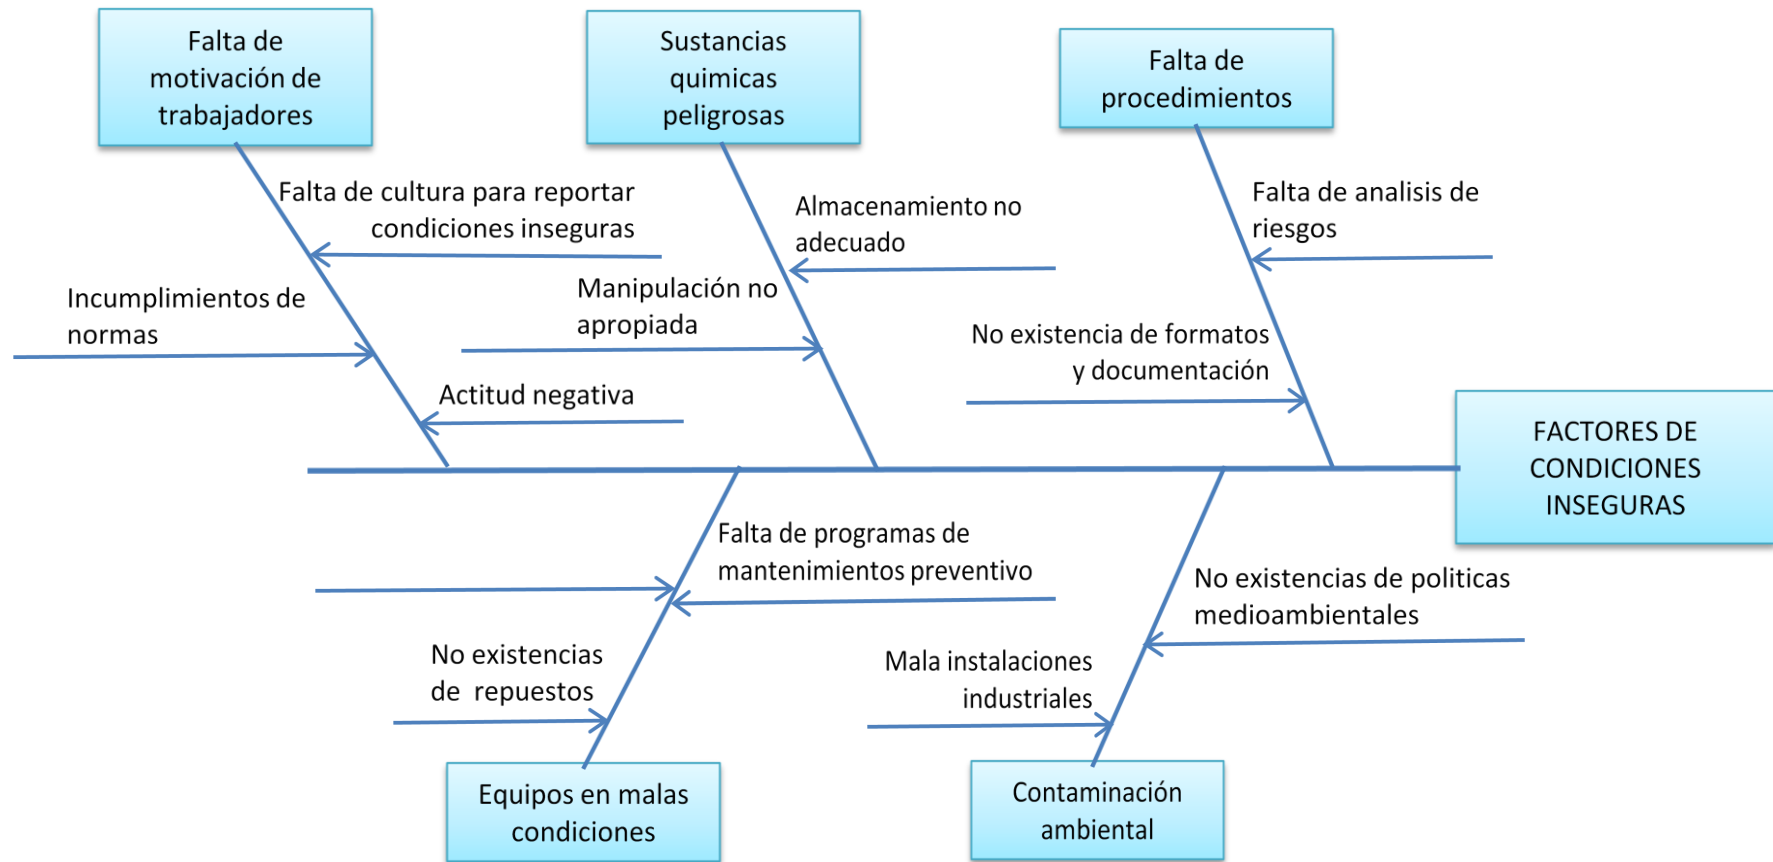 Falta de
motivación de
trabajadores
Sustancias
quimicas
peligrosas
Falta de
procedimientos
Falta de cultura para reportar
condiciones inseguras
Almacenamiento no
adecuado
Falta de analisis de
riesgos
Incumplimientos de
normas
Manipulación no
apropiada
No existencia de formatos
y documentación
Actitud negativa
FACTORES DE
CONDICIONES
INSEGURAS
Falta de programas de
mantenimientos preventivo
No existencias de politicas
medioambientales
No existencias
de  repuestos
Mala instalaciones
industriales
Equipos en malas
condiciones
Contaminación
ambiental